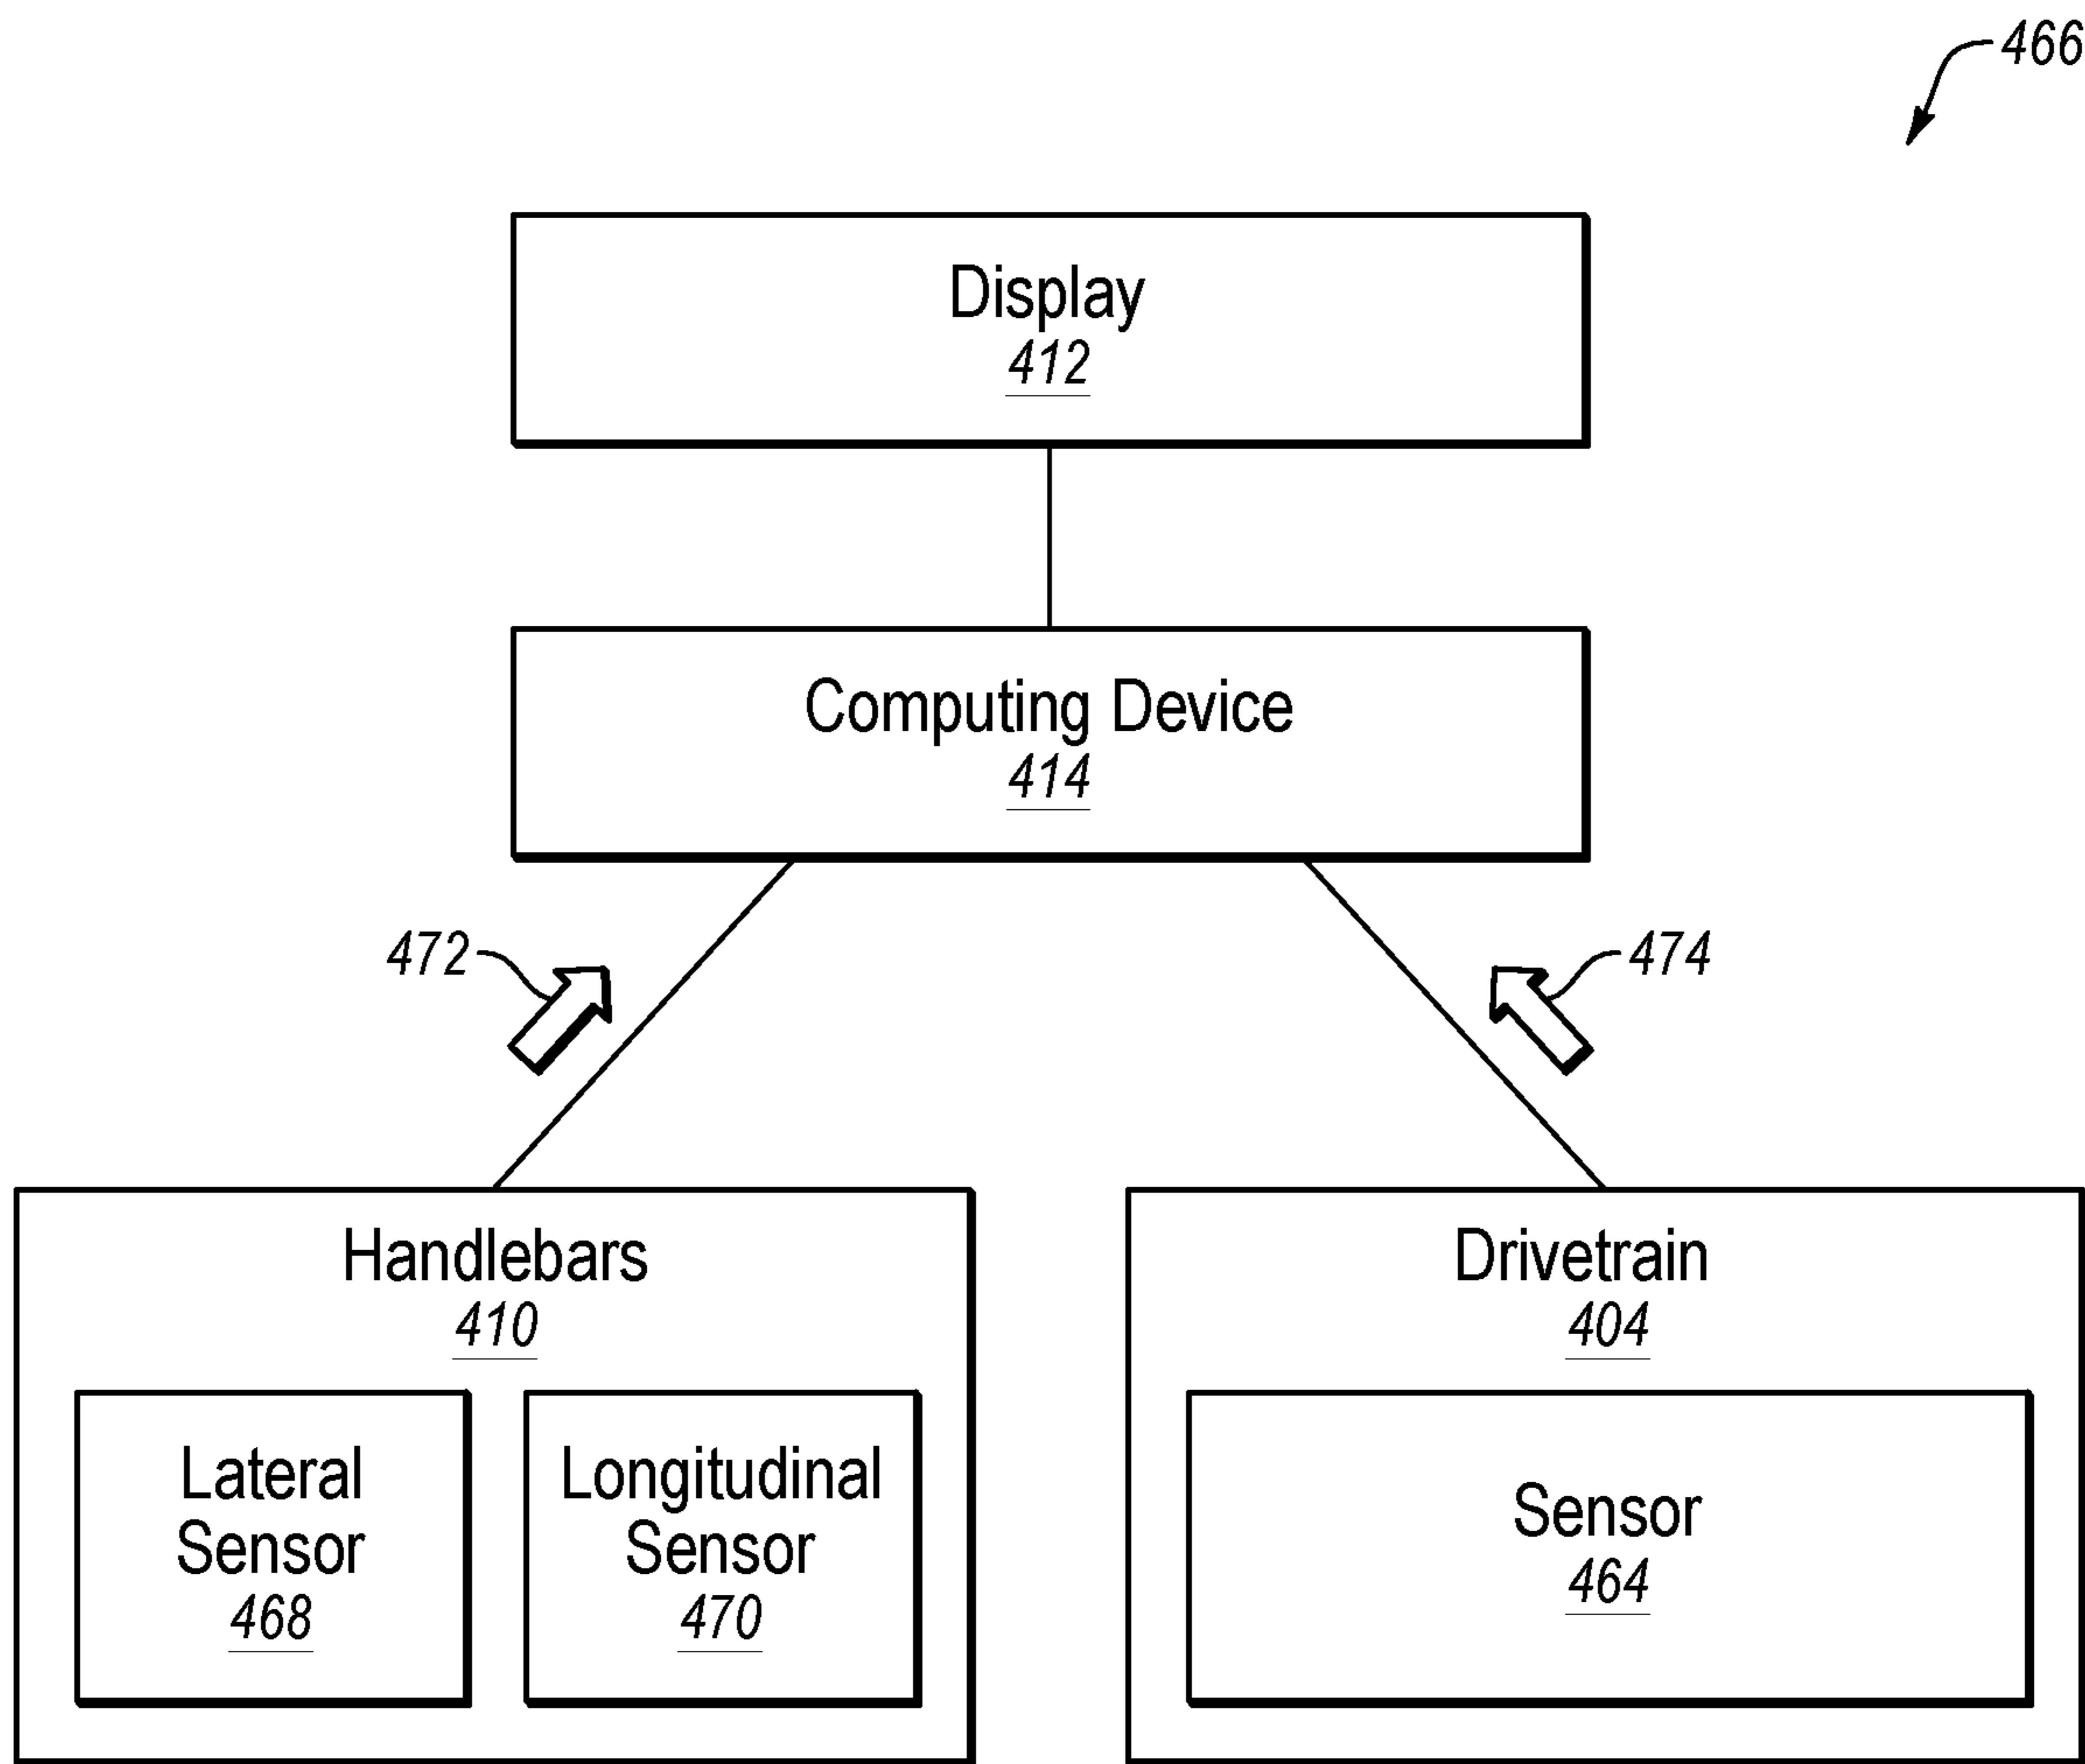 466
Display
412
Computing Device
414
472
474
Handlebars
410
Lateral
Sensor
468
Longitudinal
Sensor
470
Drivetrain
404
Sensor
464